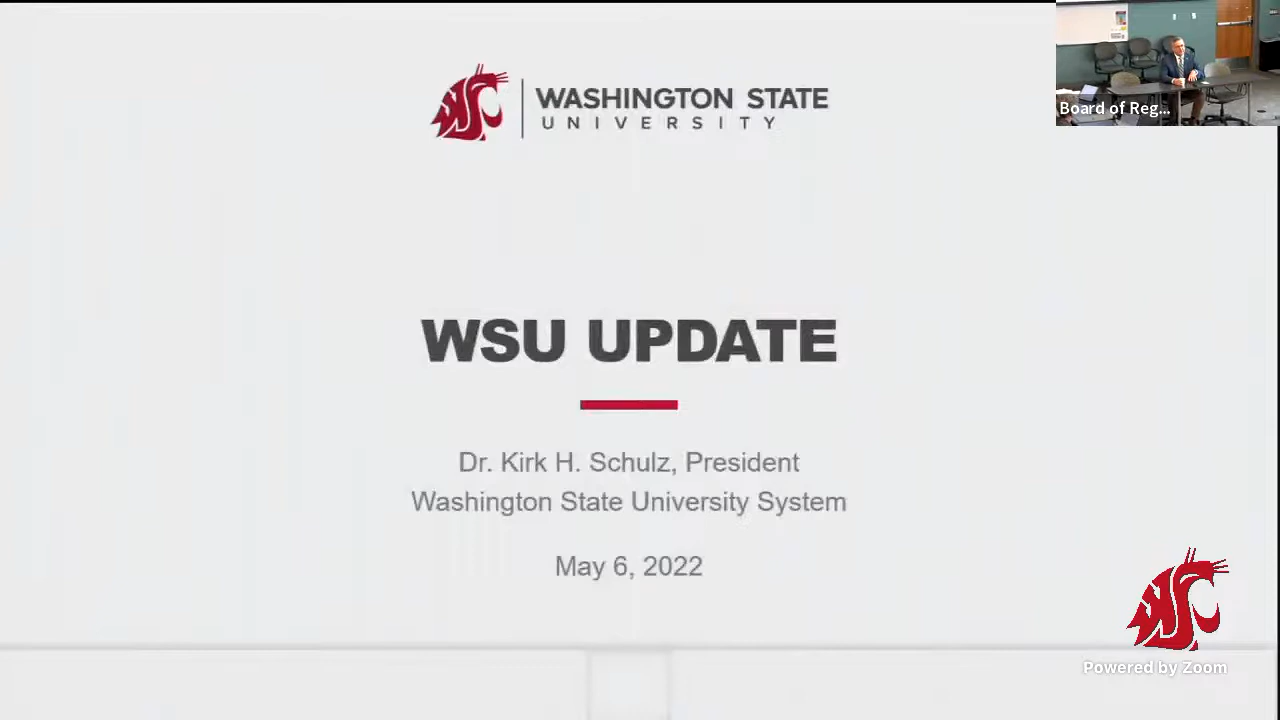 WASHINGTON STATE
UNIVERSITY
Board of Reg...
WSU UPDATE
Dr. Kirk H. Schulz, President
Washington State University System
May 6, 2022
Powered by Zoom